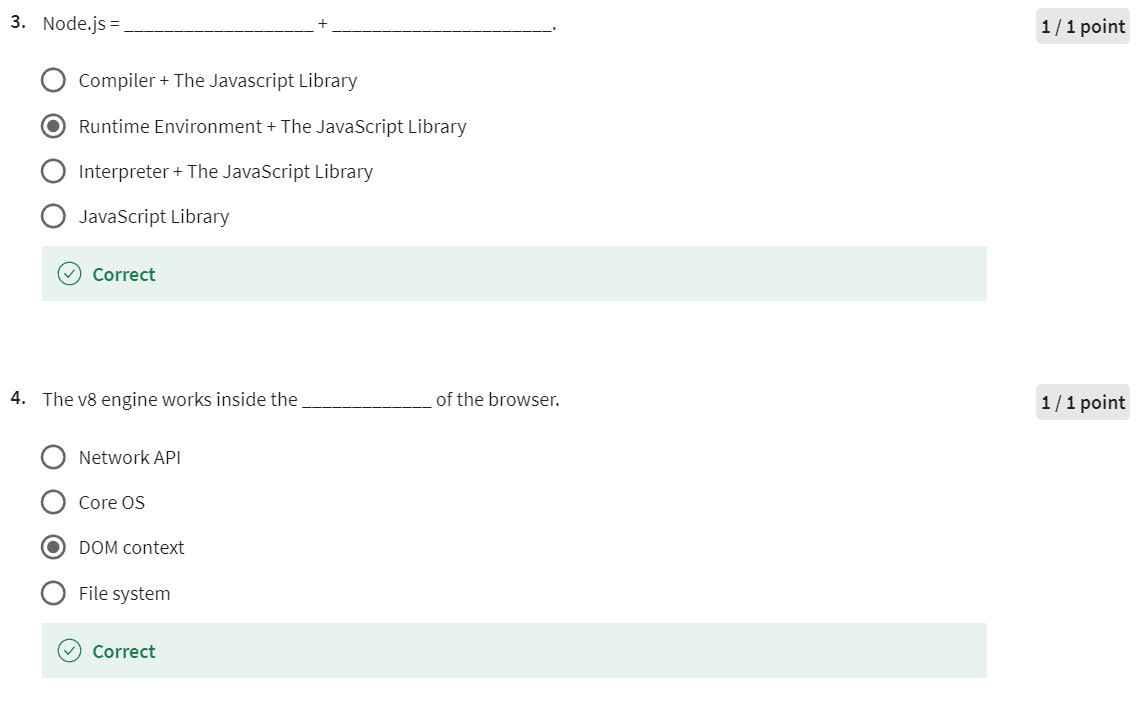 3. Node.js = ___________________ + ______________________.
1 / 1 point
Compiler + The Javascript Library
Runtime Environment + The JavaScript Library
Interpreter + The JavaScript Library
JavaScript Library
Correct
4. The v8 engine works inside the _____________ of the browser.
1 / 1 point
Network API
Core OS
DOM context
File system
Correct